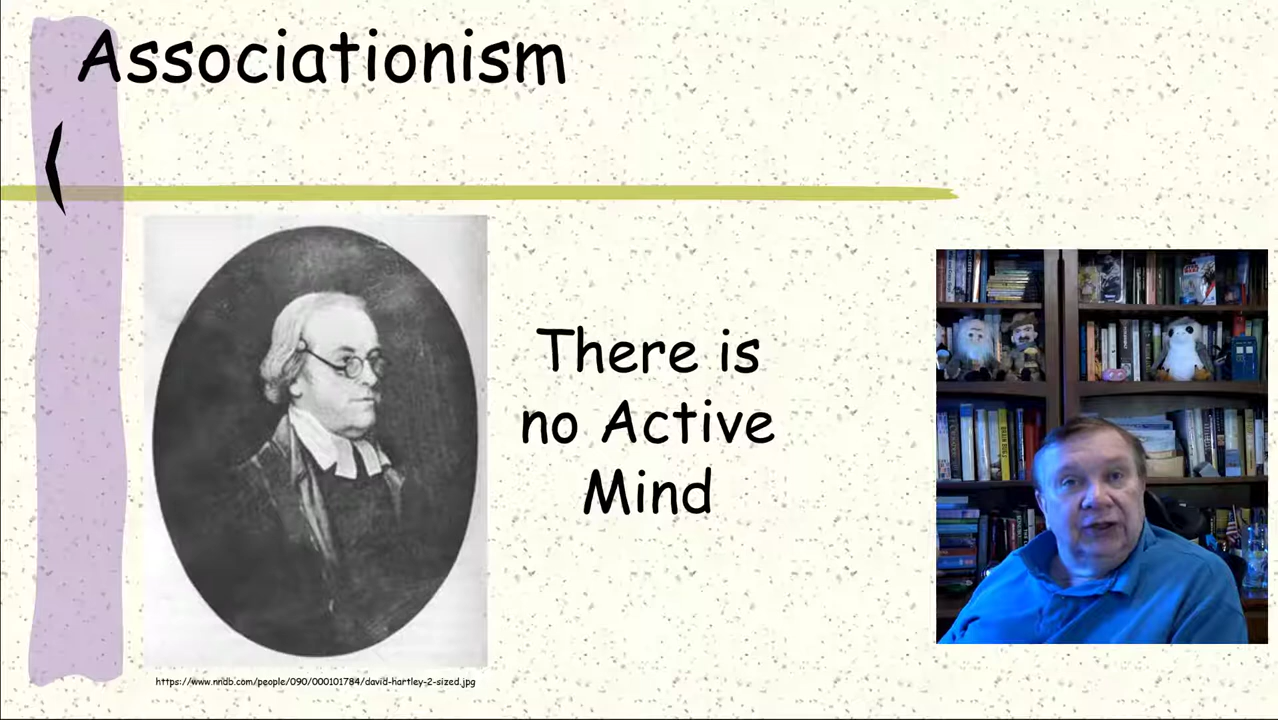 Associationism
There is
no Active
Mind
https://www.nndb.com/people/090/000101784/david-hartley-2-sized.jpg